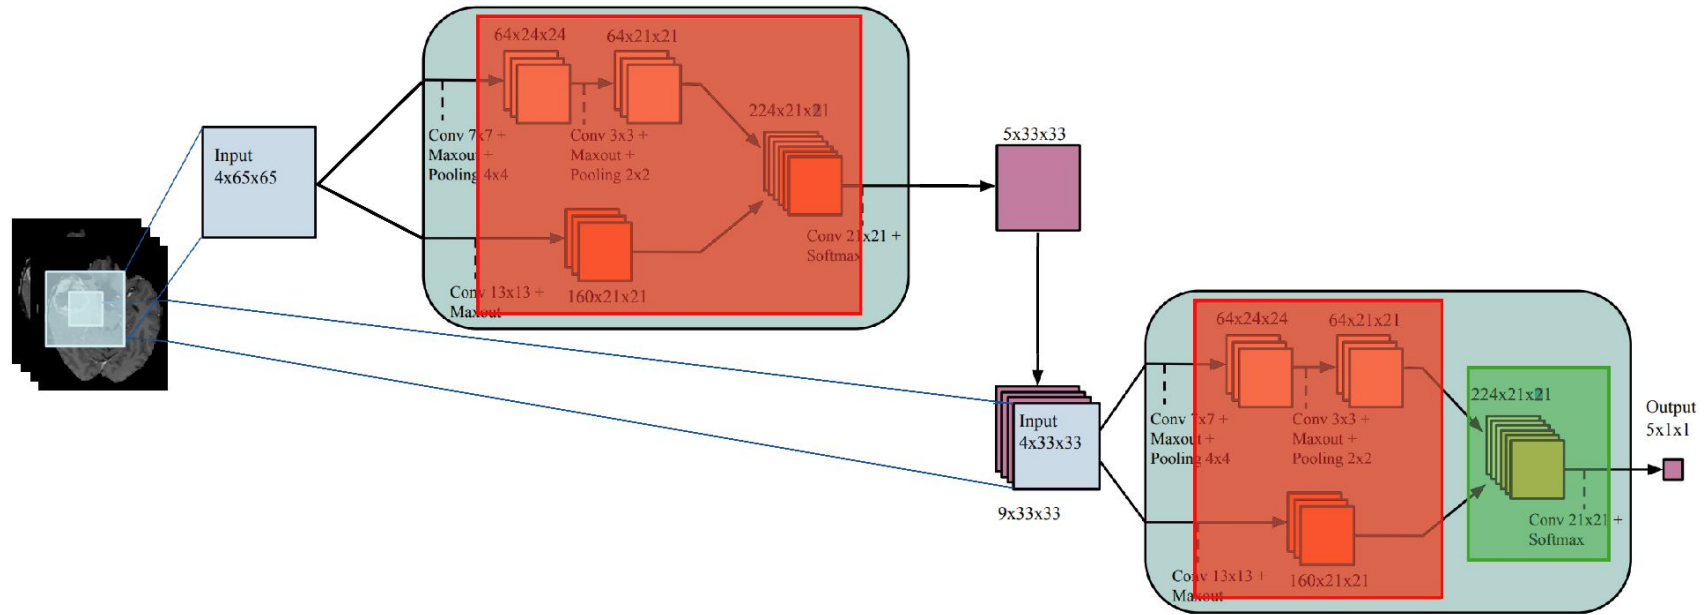 64x24x24
64x21x21
Conv 7x7 +
Maxout +
Pooling 4x4
Conv 3x3 +
Maxout +
Pooling 2x2
224x21x21
Input
4x65x65
Conv 13x13 +
Maxout
160x21x21
Conv 21x21 +
Softmax
5x33x33
Input
4x33x33
9x33x33
64x24x24
64x21x21
Conv 7x7 +
Maxout +
Pooling 4x4
Conv 3x3 +
Maxout +
Pooling 2x2
224x21x21
Conv 13x13 +
Maxout
160x21x21
Conv 21x21 +
Softmax
Output
5x1x1